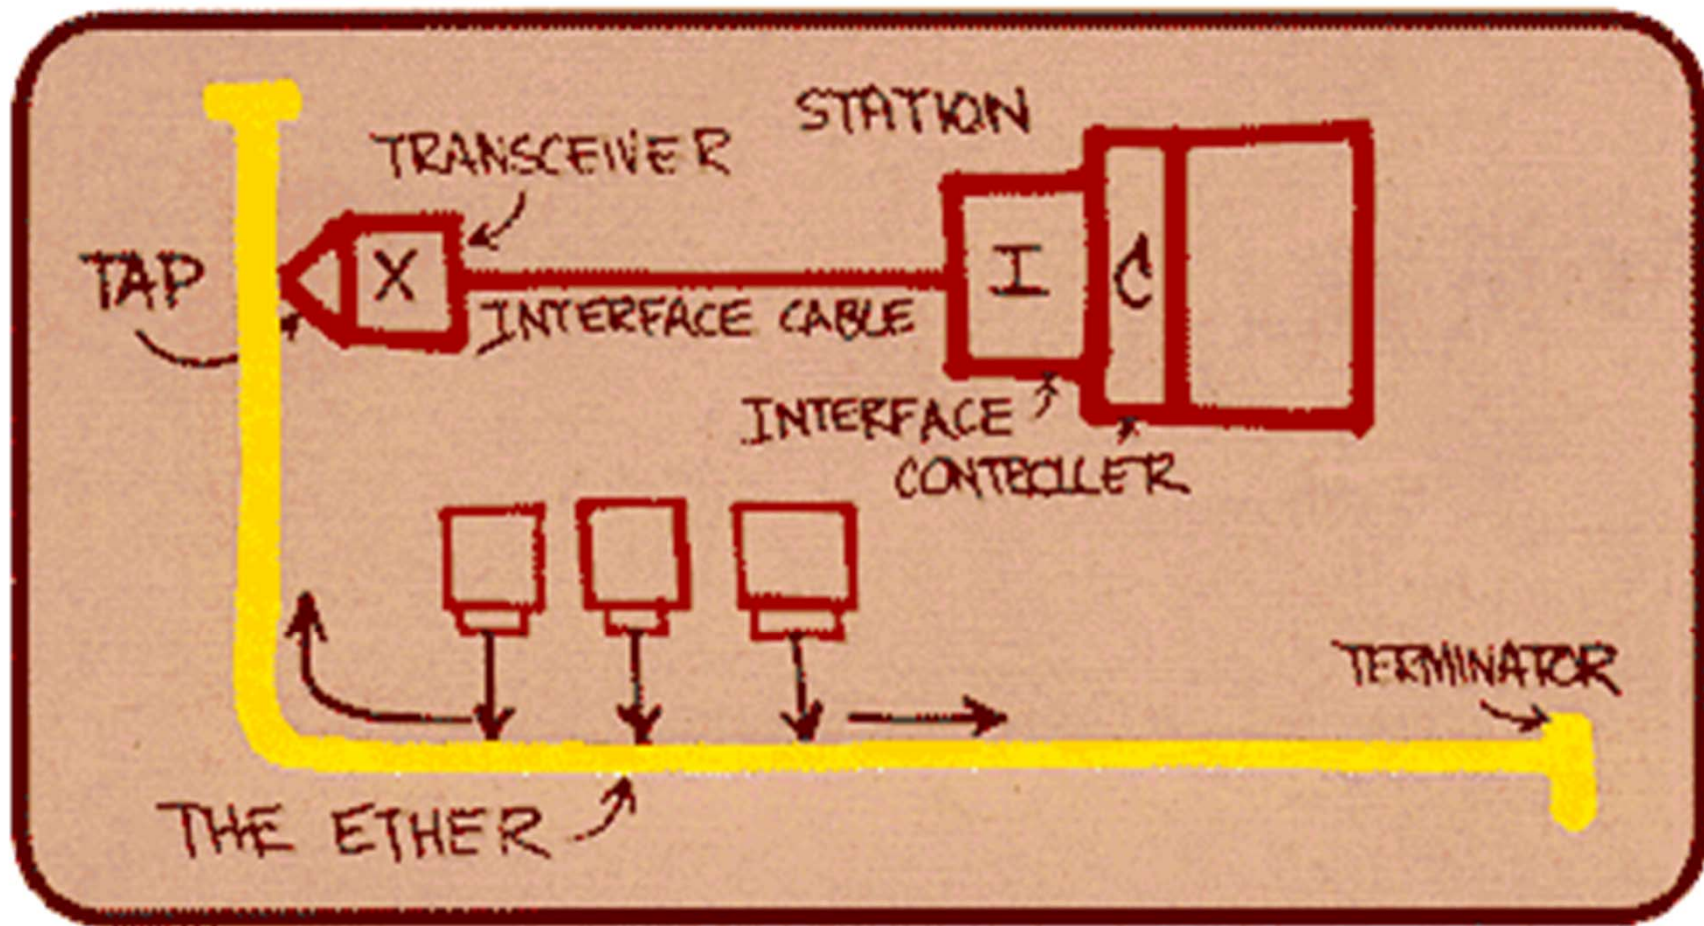 STATION
TRANSCEIVER
TAP
X
I
C
INTERFACE CABLE
INTERFACE
CONTROLLER
TERMINATOR
THE ETHER